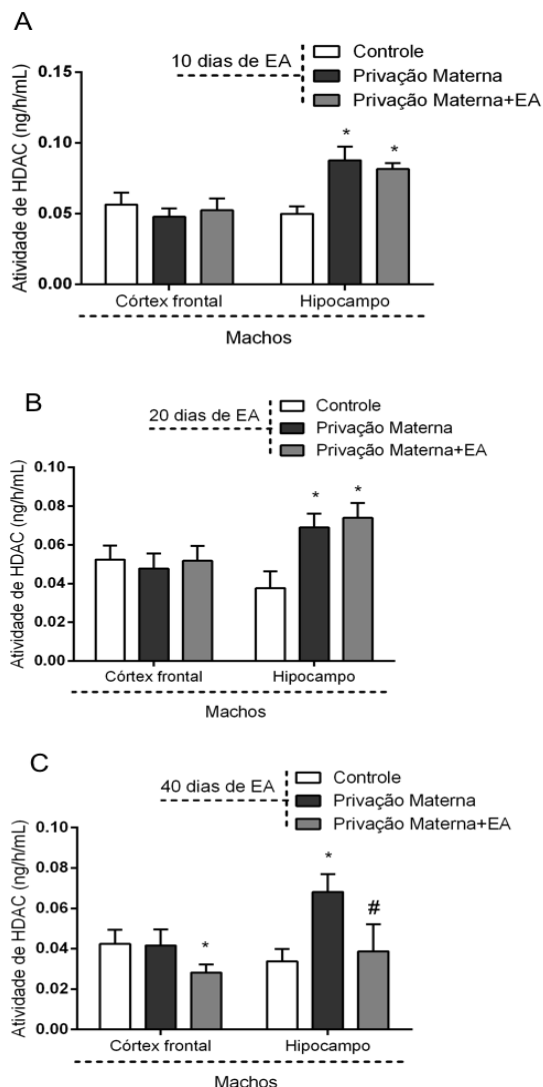 A
10 dias de EA
Controle
Privação Materna
Privação Materna+EA
Atividade de HDAC (ng/h/mL)
0.15
0.10
0.05
0.00
* *
Córtex frontal Hipocampo
Machos
B
20 dias de EA
Controle
Privação Materna
Privação Materna+EA
Atividade de HDAC (ng/h/mL)
0.10
0.08
0.06
0.04
0.02
0.00
* *
Córtex frontal Hipocampo
Machos
C
40 dias de EA
Controle
Privação Materna
Privação Materna+EA
Atividade de HDAC (ng/h/mL)
0.10
0.08
0.06
0.04
0.02
0.00
* * #
Córtex frontal Hipocampo
Machos